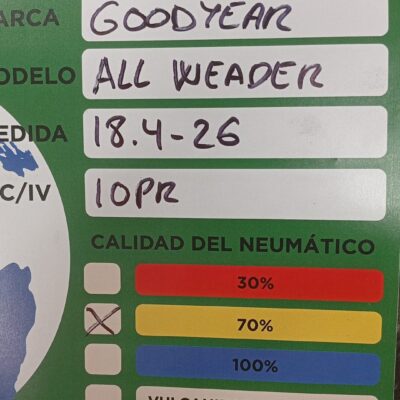 ARCA GOODYEAR
ODELO ALL WEADER
EDIDA 18.4-26
C/IV 10PR
CALIDAD DEL NEUMÁTICO
30%
70%
100%